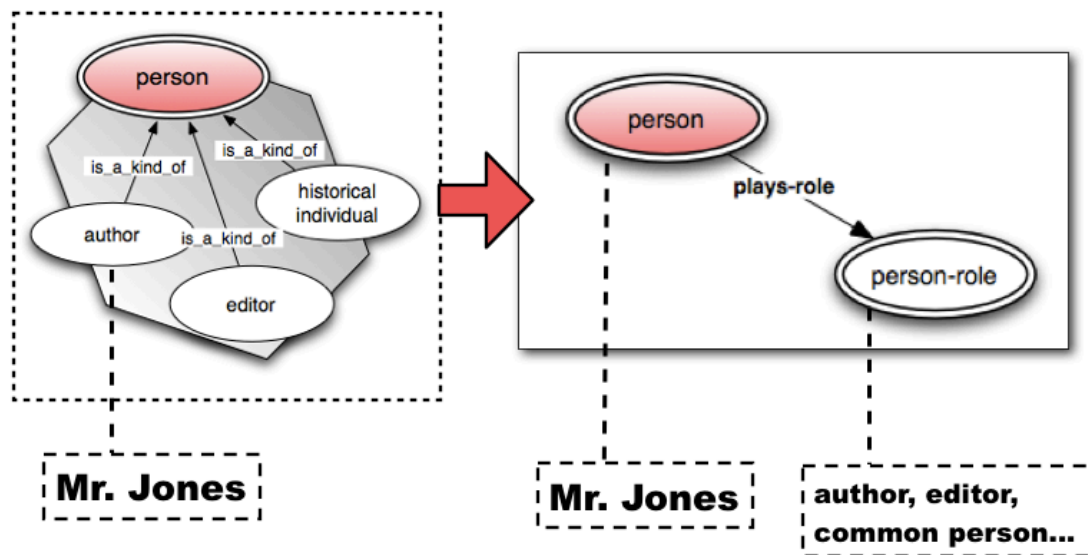 person
is_a_kind_of
is_a_kind_of
historical
individual
author
is_a_kind_of
editor
Mr. Jones
person
plays-role
person-role
Mr. Jones
author, editor,
common person...